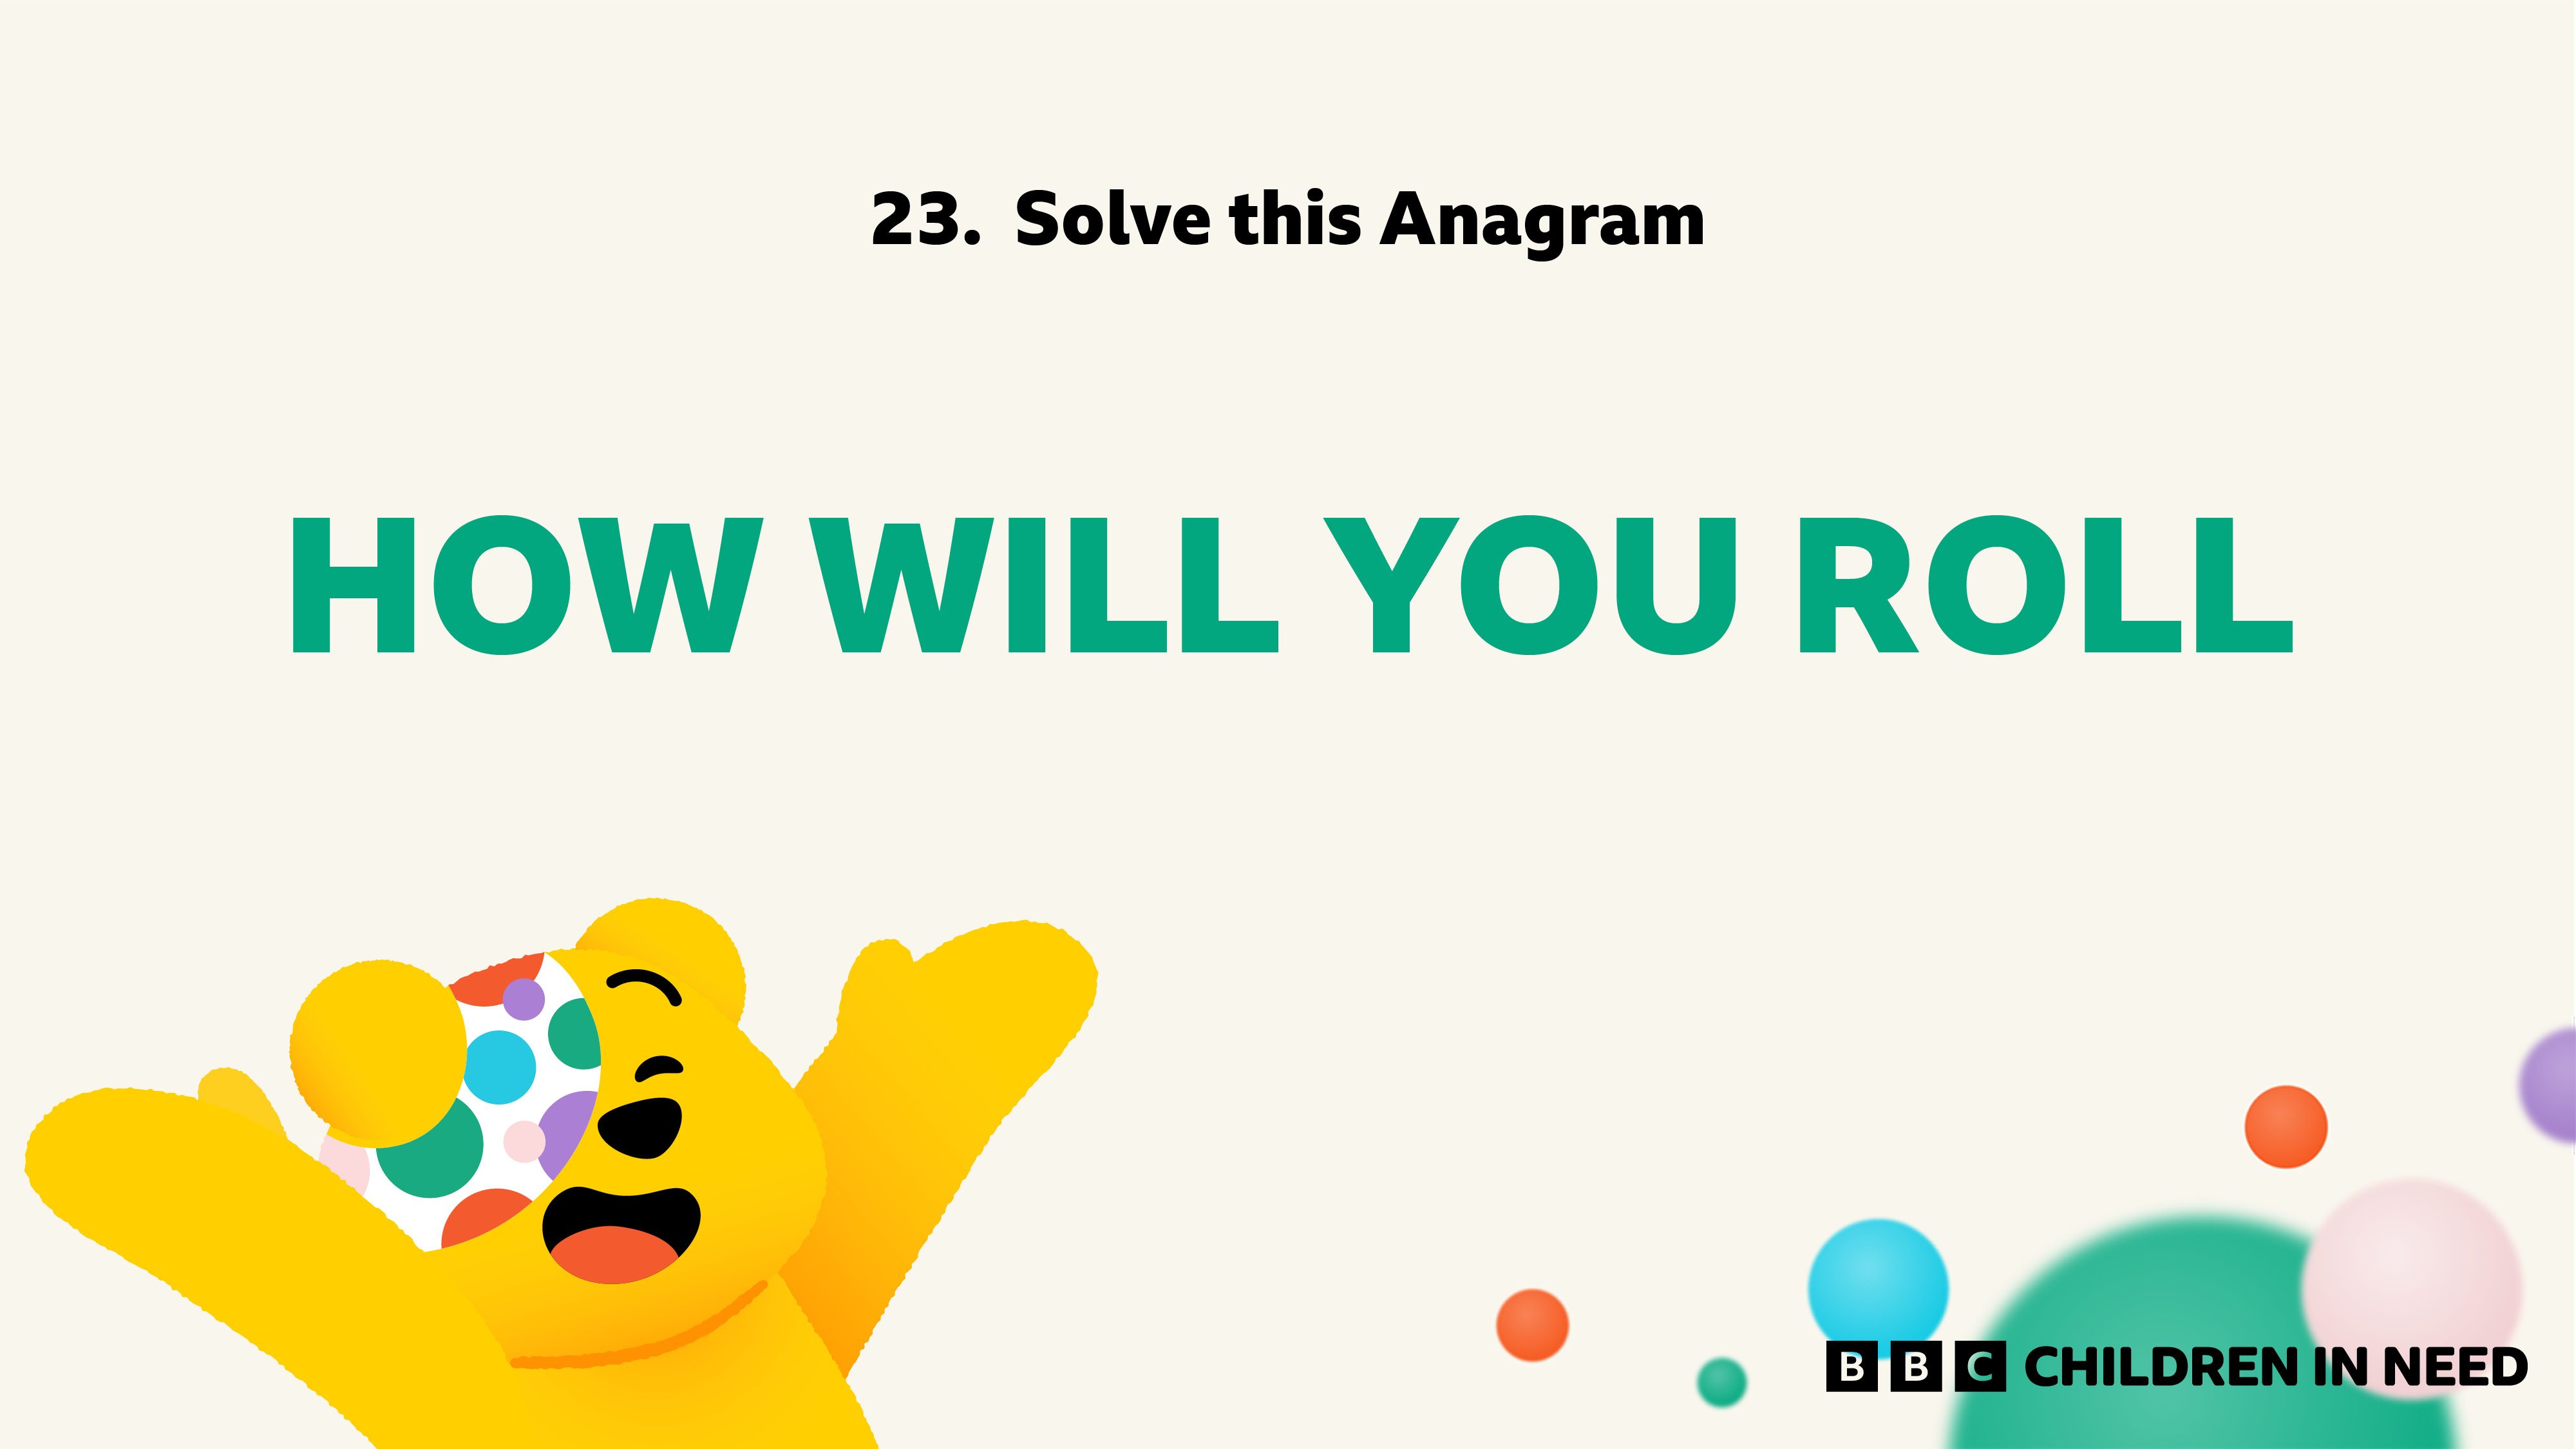 23. Solve this Anagram
HOW WILL YOU ROLL
BBC CHILDREN IN NEED